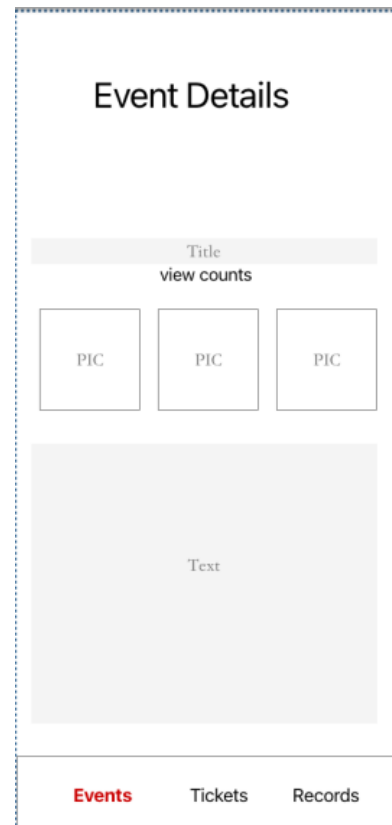 Event Details
Title
view counts
PIC PIC PIC
Text
Events Tickets Records